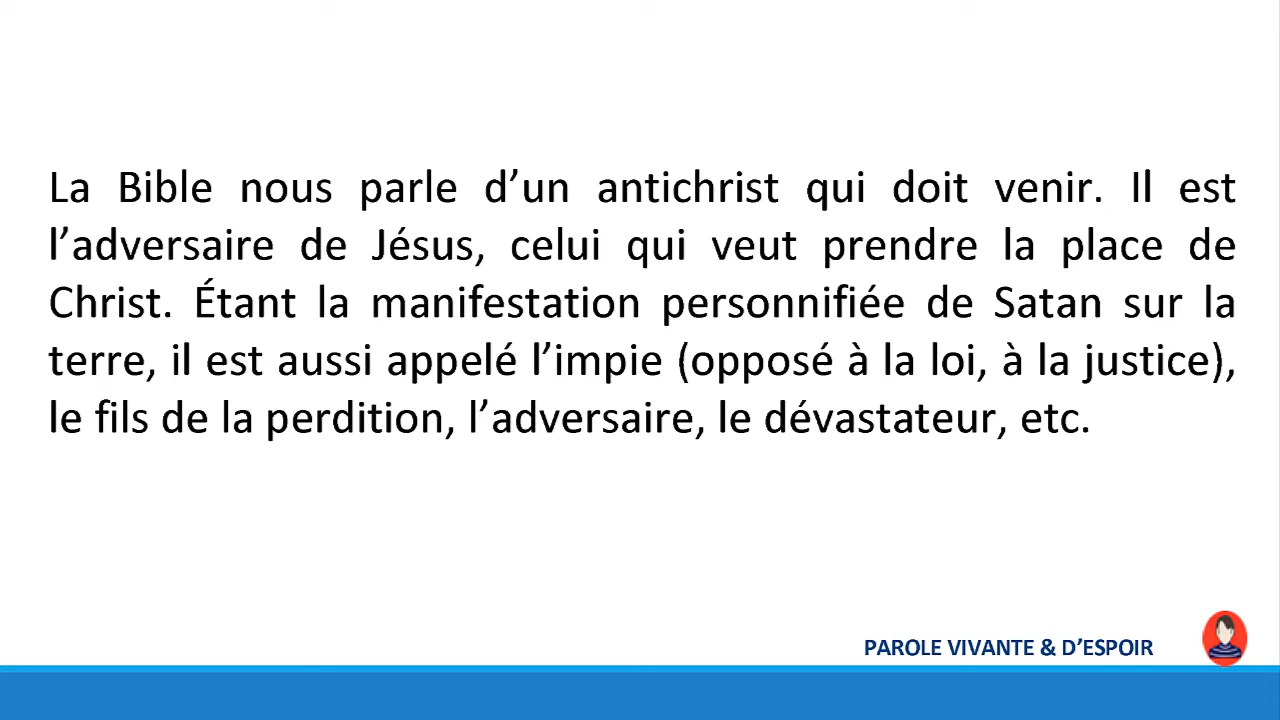 La Bible nous parle d’un antichrist qui doit venir. Il est
l’adversaire de Jésus, celui qui veut prendre la place de
Christ. Étant la manifestation personnifiée de Satan sur la
terre, il est aussi appelé l’impie (opposé à la loi, à la justice),
le fils de la perdition, l’adversaire, le dévastateur, etc.
PAROLE VIVANTE & D’ESPOIR